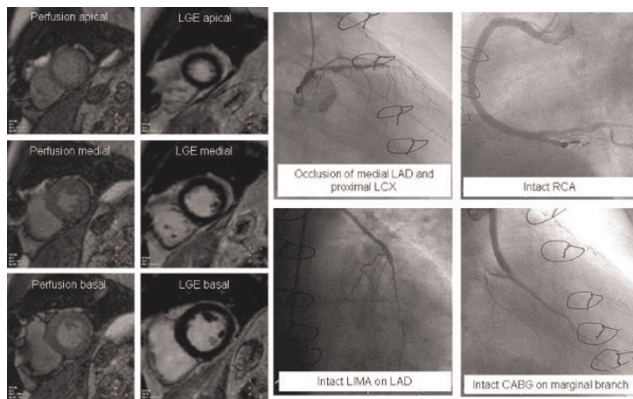 Perfusion apical
LGE apical
Perfusion medial
LGE medial
Perfusion basal
LGE basal
Occlusion of medial LAD and
proximal LCX
Intact RCA
Intact LIMA on LAD
Intact CABG on marginal branch